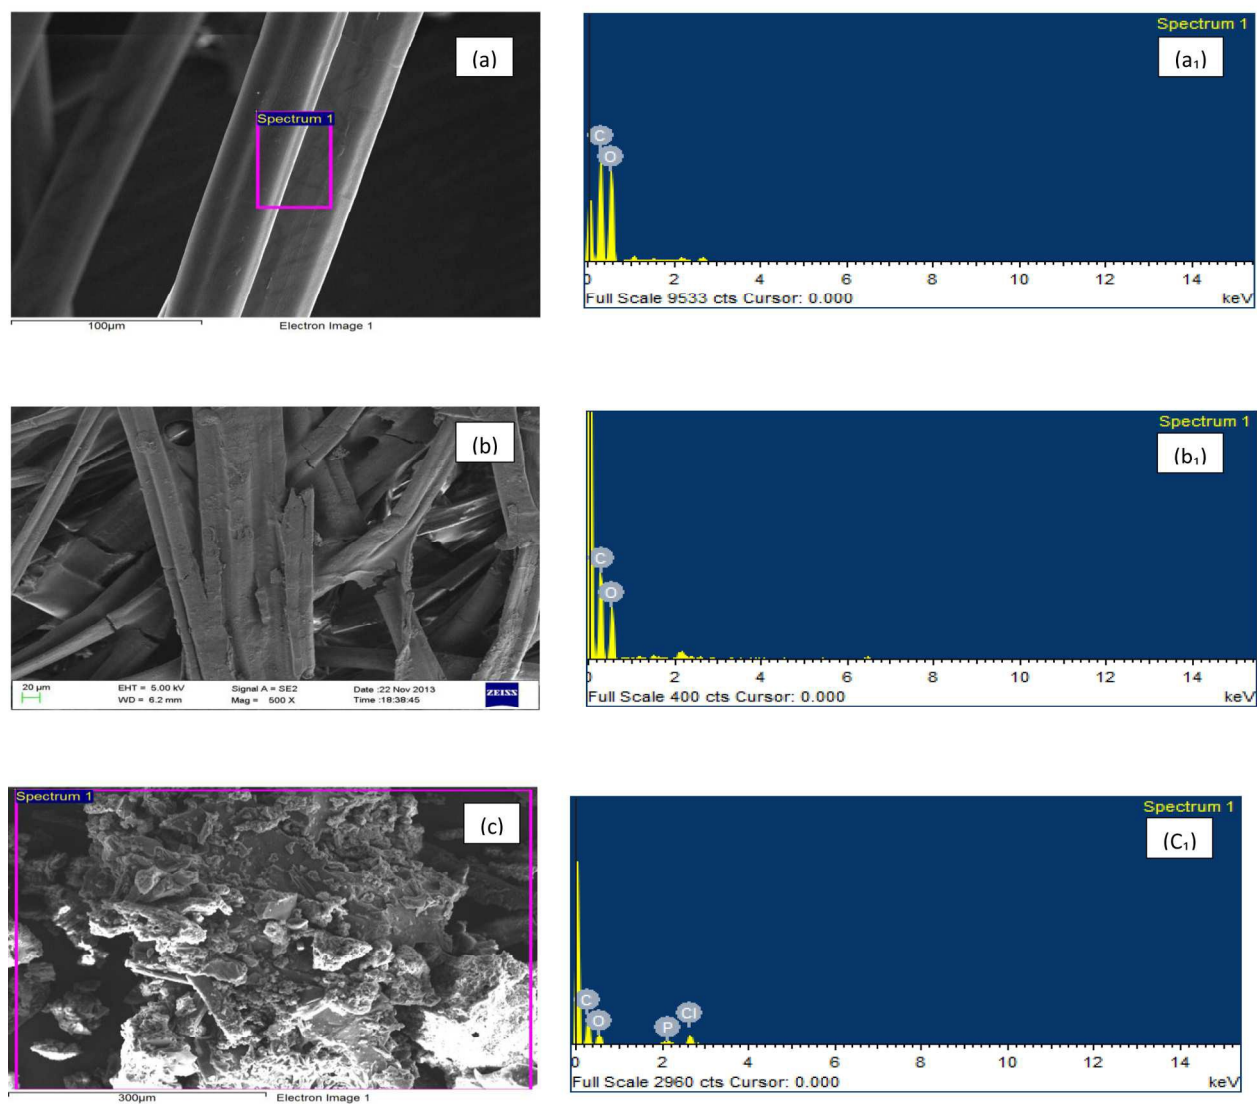 (a)
Spectrum 1
100µm
Electron Image 1
Spectrum 1
(a₁)
C
O
0 2 4 6 8 10 12 14
Full Scale 9533 cts Cursor: 0.000
keV
(b)
20 µm
EHT = 5.00 kV
Signal A = SE2
Date :22 Nov 2013
WD = 6.2 mm
Mag = 500 X
Time :18:38:45
ZEISS
Spectrum 1
(b₁)
C
O
0 2 4 6 8 10 12 14
Full Scale 400 cts Cursor: 0.000
keV
Spectrum 1
(c)
300µm
Electron Image 1
Spectrum 1
(C₁)
C
O
P
Cl
0 2 4 6 8 10 12 14
Full Scale 2960 cts Cursor: 0.000
keV